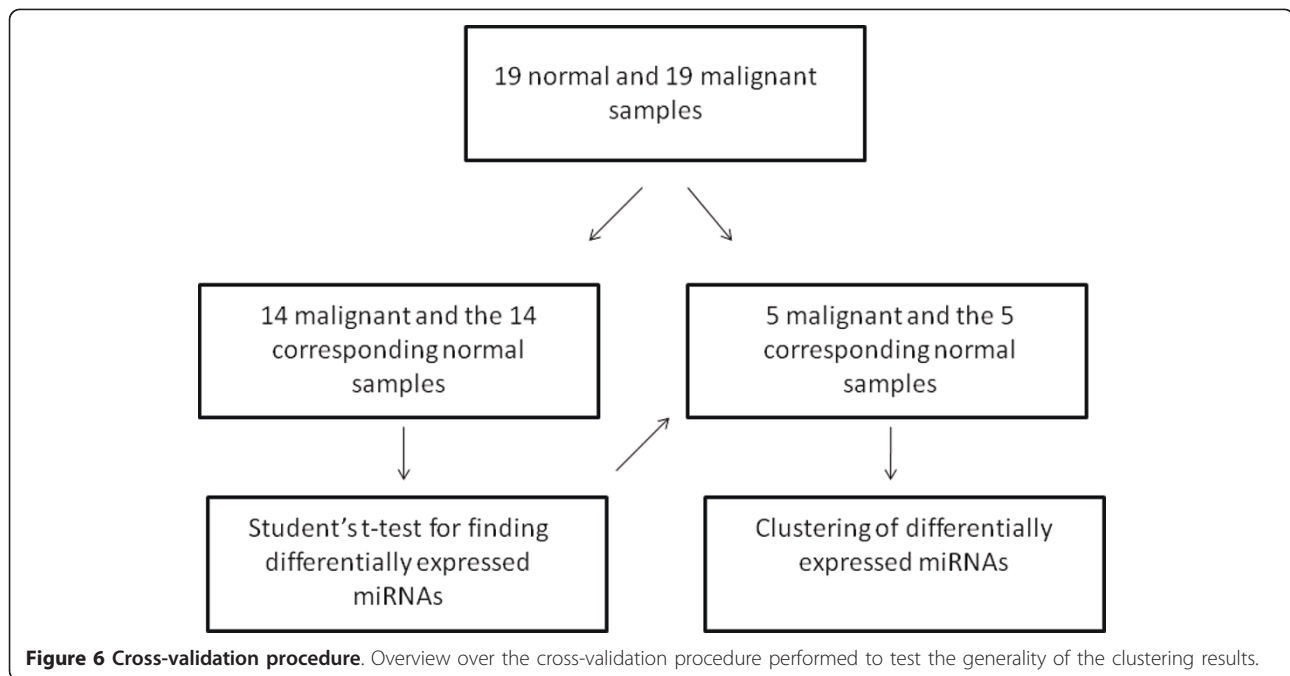 19 normal and 19 malignant
samples
14 malignant and the 14
corresponding normal
samples
5 malignant and the 5
corresponding normal
samples
Student's t-test for finding
differentially expressed
miRNAs
Clustering of differentially
expressed miRNAs
Figure 6 Cross-validation procedure. Overview over the cross-validation procedure performed to test the generality of the clustering results.